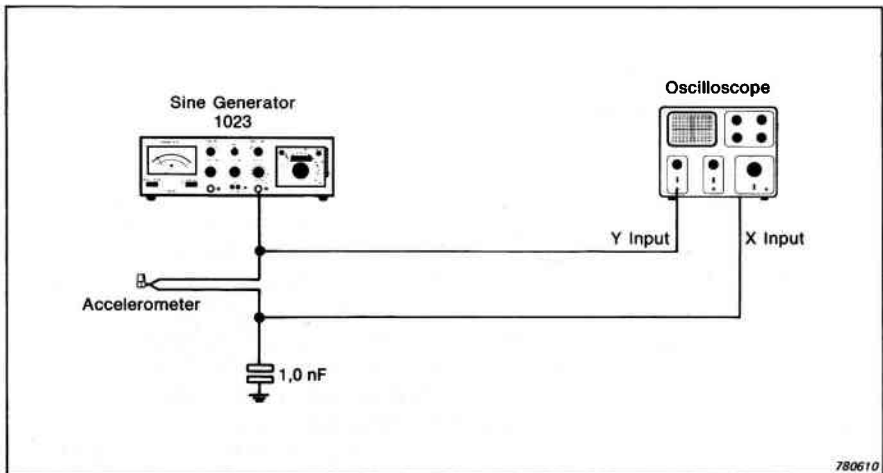 Oscilloscope
Sine Generator
1023
Y Input
X Input
Accelerometer
1,0 nF
780610